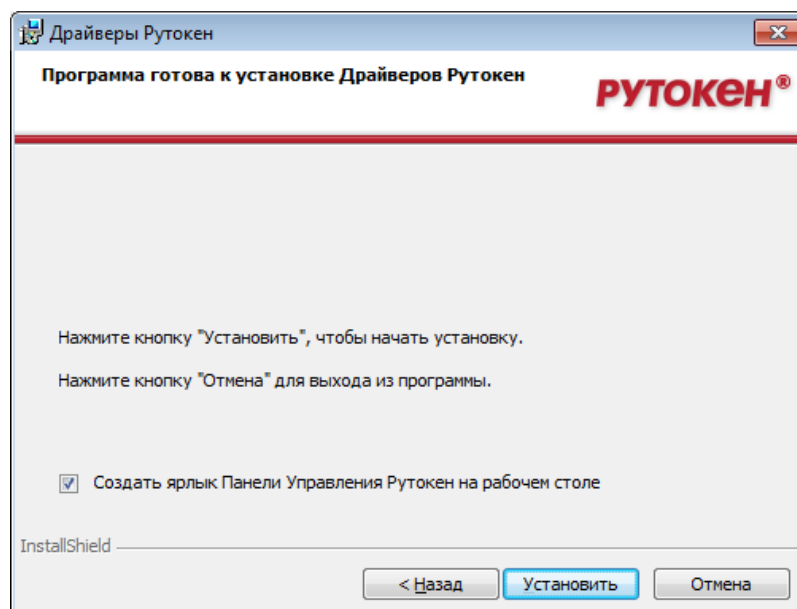 Драйверы Рутокен
Программа готова к установке Драйверов Рутокен
РУТОКЕН®
Нажмите кнопку "Установить", чтобы начать установку.
Нажмите кнопку "Отмена" для выхода из программы.
Создать ярлык Панели Управления Рутокен на рабочем столе
InstallShield
< Назад
Установить
Отмена